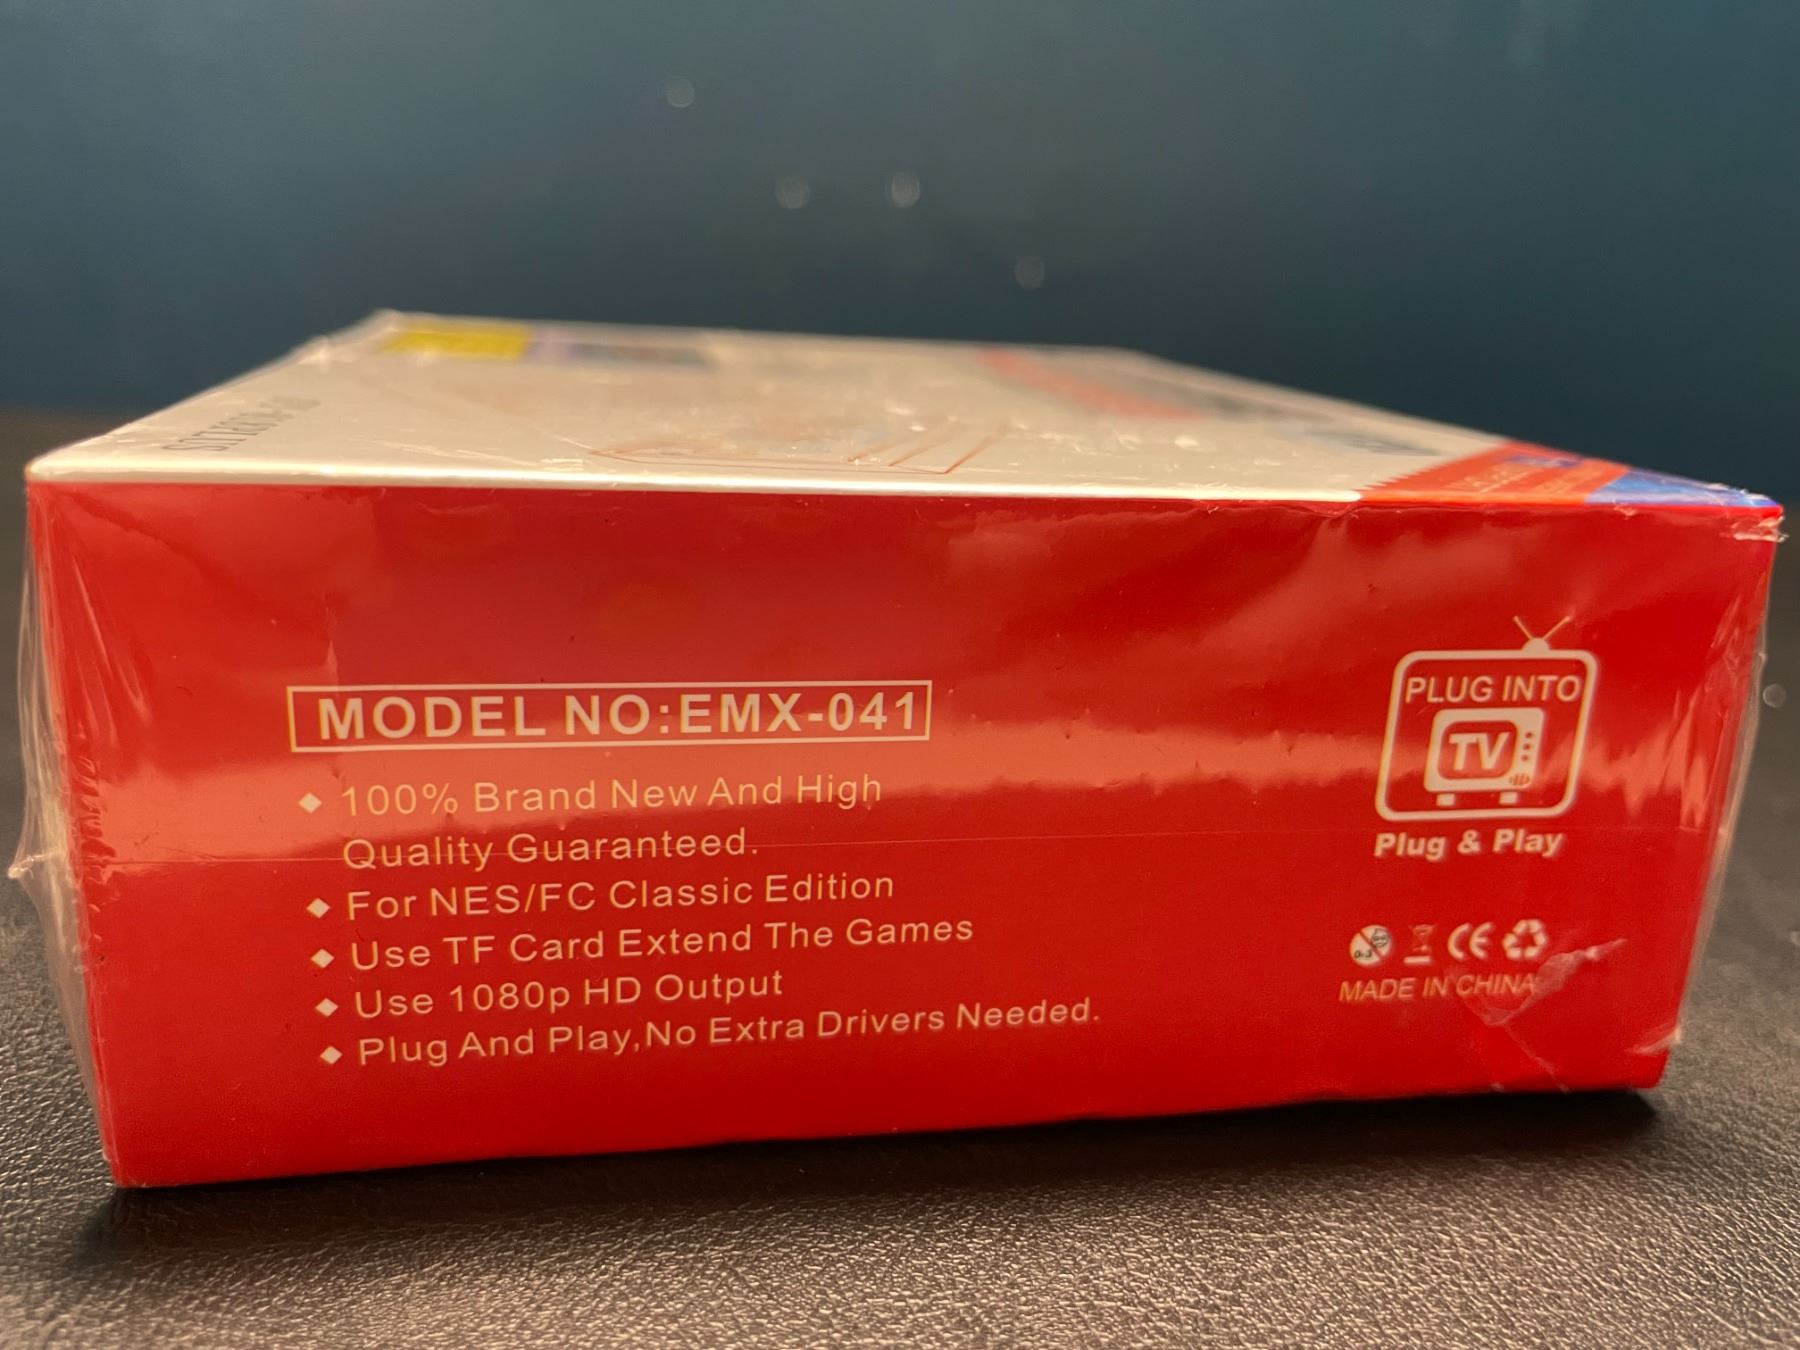 MODEL NO:EMX-041
◆ 100% Brand New And High
Quality Guaranteed.
◆ For NES/FC Classic Edition
◆ Use TF Card Extend The Games
◆ Use 1080p HD Output
◆ Plug And Play,No Extra Drivers Needed.
PLUG INTO
TV
Plug & Play
0-3
CE
MADE IN CHINA